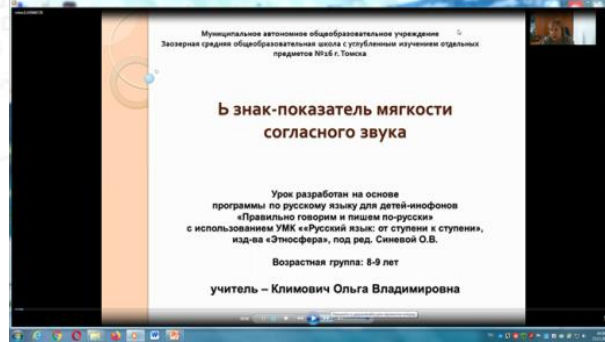 Муниципальное автономное общеобразовательное учреждение
Заозерная средняя общеобразовательная школа с углубленным изучением отдельных
предметов №16 г. Томска
Ь знак-показатель мягкости
согласного звука
Урок разработан на основе
программы по русскому языку для детей-инофонов
«Правильно говорим и пишем по-русски»
с использованием УМК ««Русский язык: от ступени к ступени»,
изд-ва «Этносфера», под ред. Синевой О.В.
Возрастная группа: 8-9 лет
учитель – Климович Ольга Владимировна